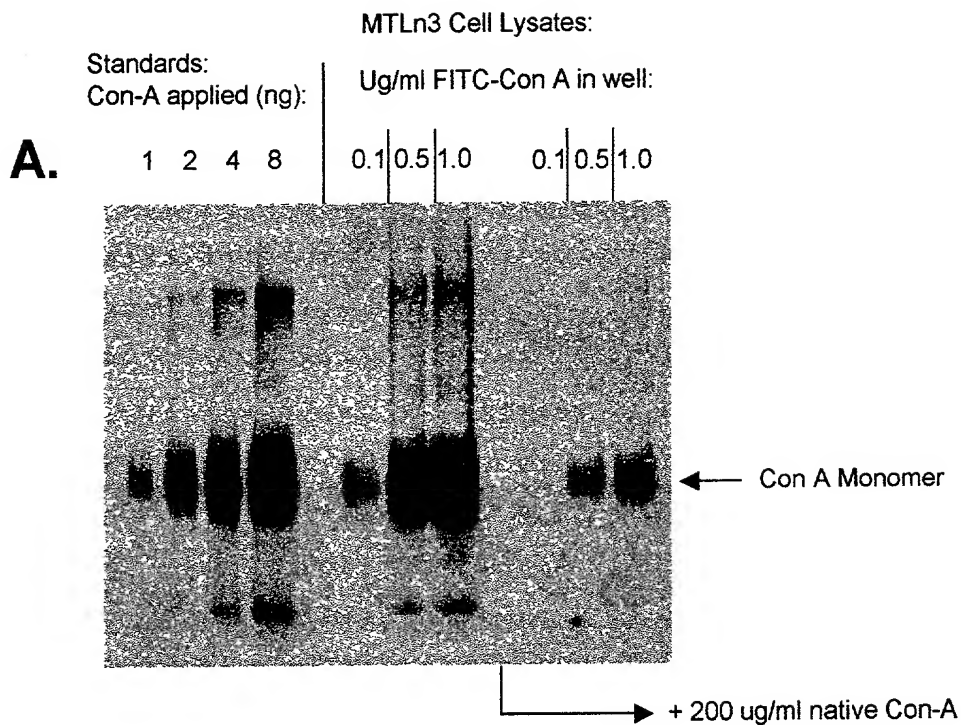 MTLn3 Cell Lysates:
Standards:
Con-A applied (ng):
Ug/ml FITC-Con A in well:
A.
1 2 4 8 0.1 0.5 1.0 0.1 0.5 1.0
Con A Monomer
+ 200 ug/ml native Con-A